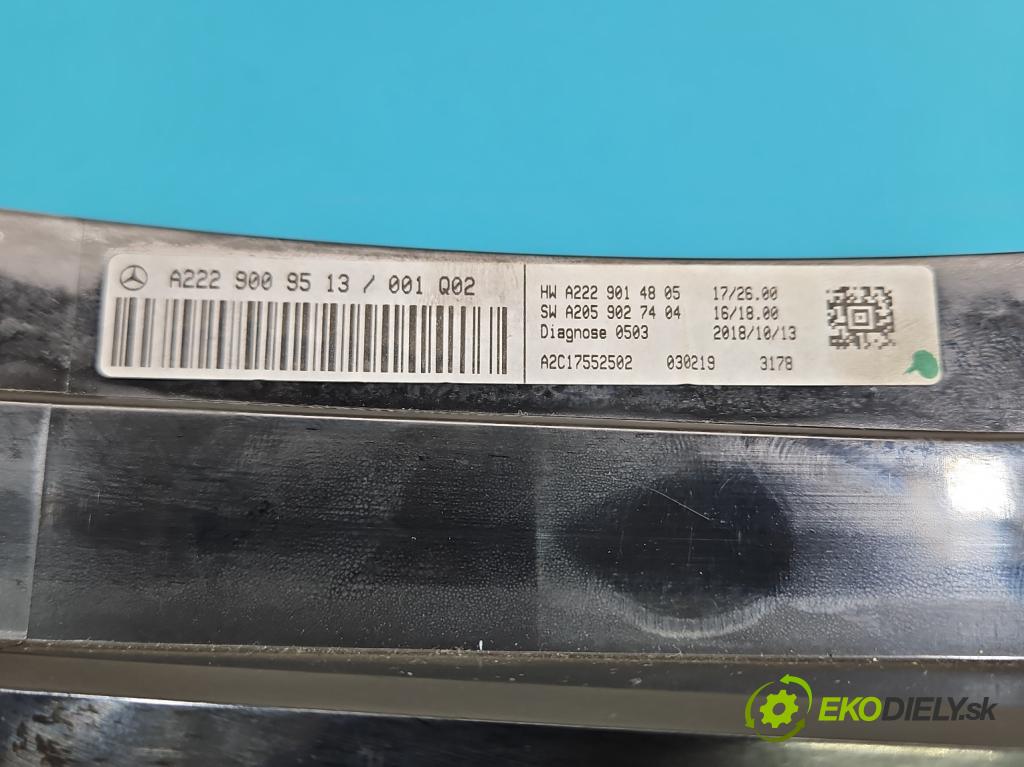 A222 900 95 13 / 001 Q02
HW A222 901 48 05 17/26.00
SW A205 902 74 04 16/18.00
Diagnose 0503 2018/10/13
A2C17552502 030219 3178
EKODIELY.sk